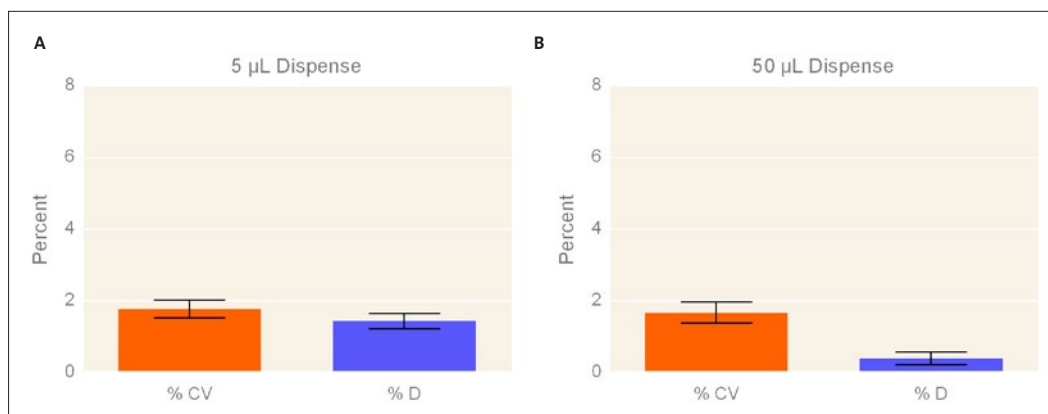 A
5 µL Dispense
Percent
8
6
4
2
0
% CV
% D
B
50 µL Dispense
Percent
8
6
4
2
0
% CV
% D